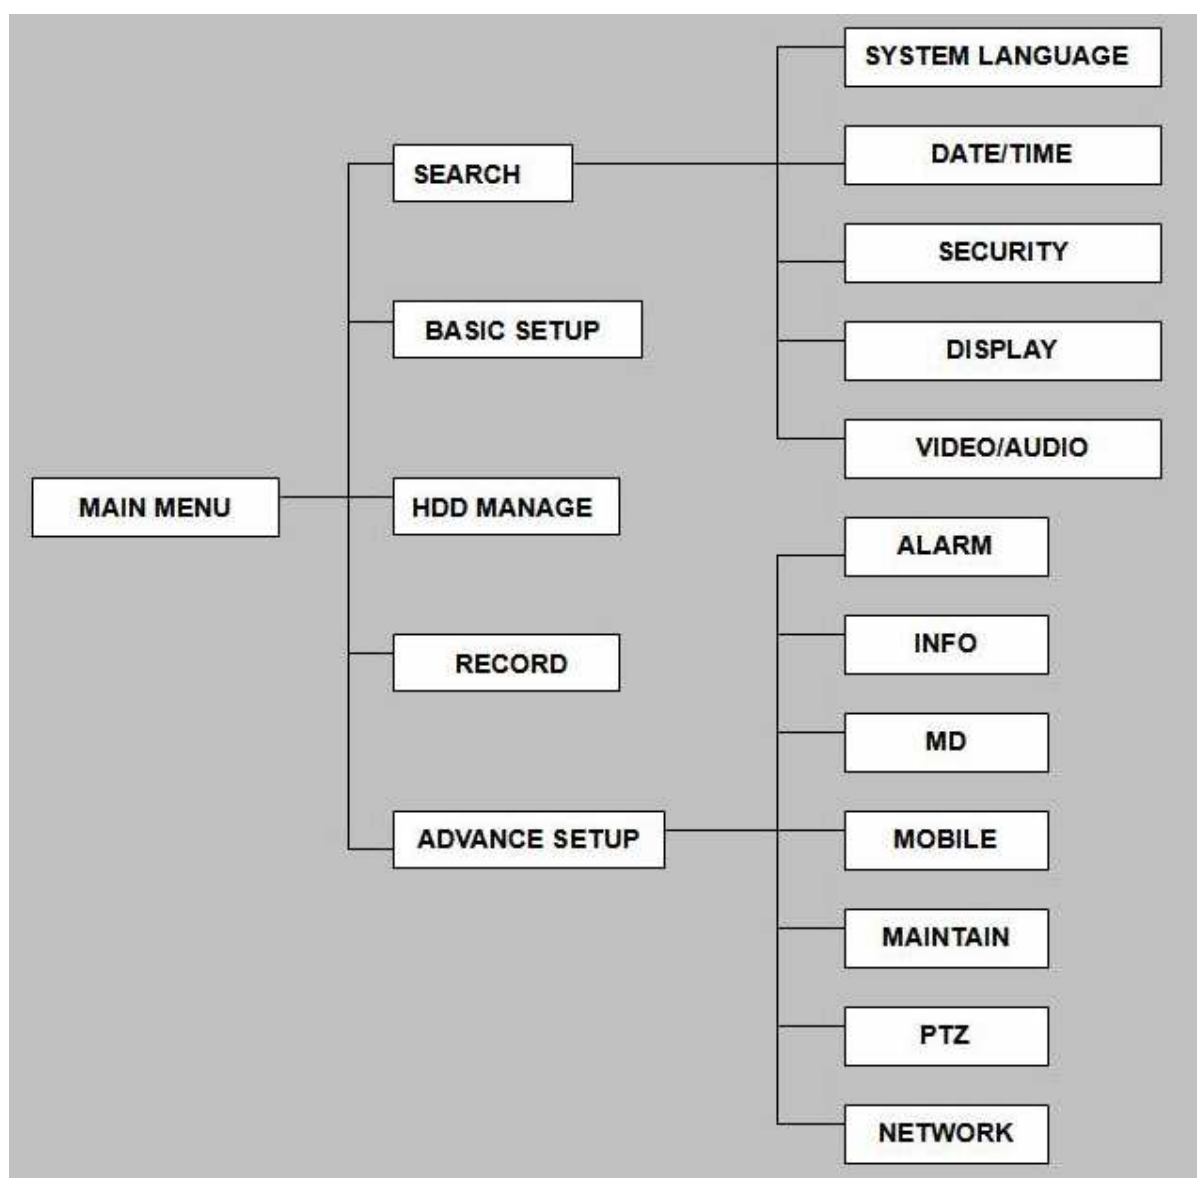 MAIN MENU
SEARCH
BASIC SETUP
HDD MANAGE
RECORD
ADVANCE SETUP
SYSTEM LANGUAGE
DATE/TIME
SECURITY
DISPLAY
VIDEO/AUDIO
ALARM
INFO
MD
MOBILE
MAINTAIN
PTZ
NETWORK